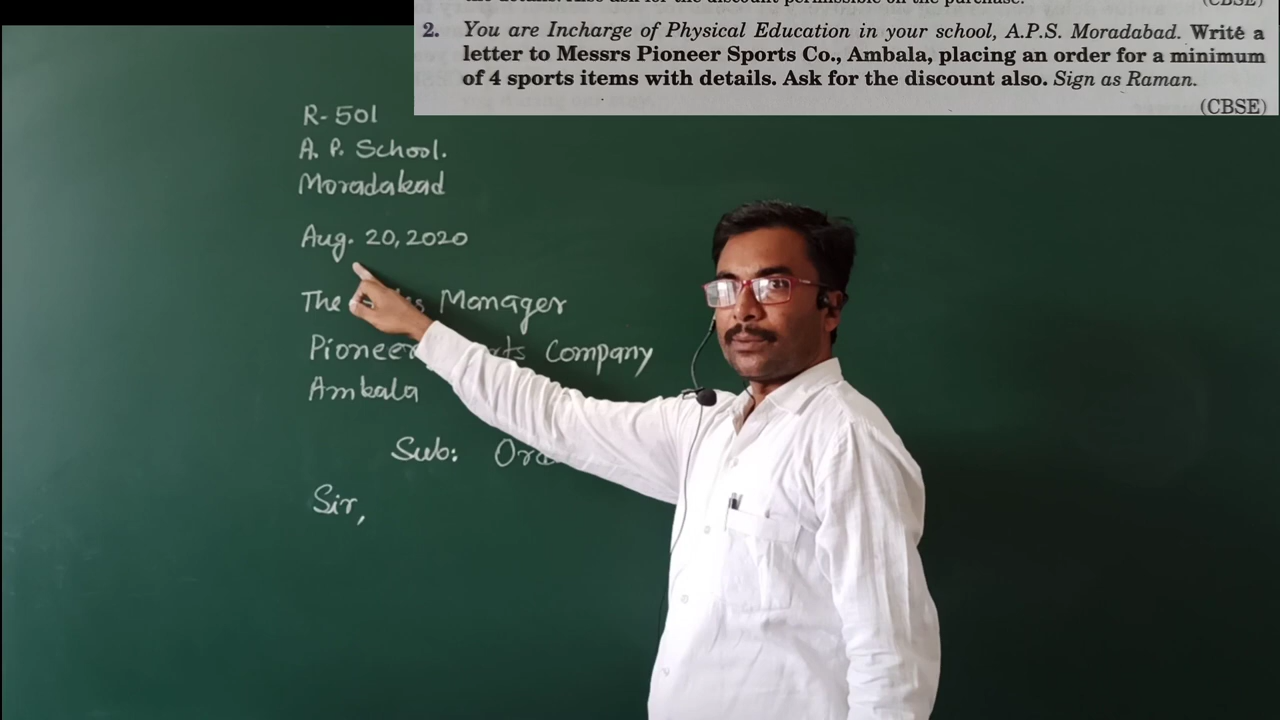 (CBSE)
2. You are Incharge of Physical Education in your school, A.P.S. Moradabad. Write a
letter to Messrs Pioneer Sports Co., Ambala, placing an order for a minimum
of 4 sports items with details. Ask for the discount also. Sign as Raman.
(CBSE)
R-501
A. P. School.
Moradabad
Aug. 20, 2020
The Manager
Pioneer Company
Ambala
Sub:
Sir,